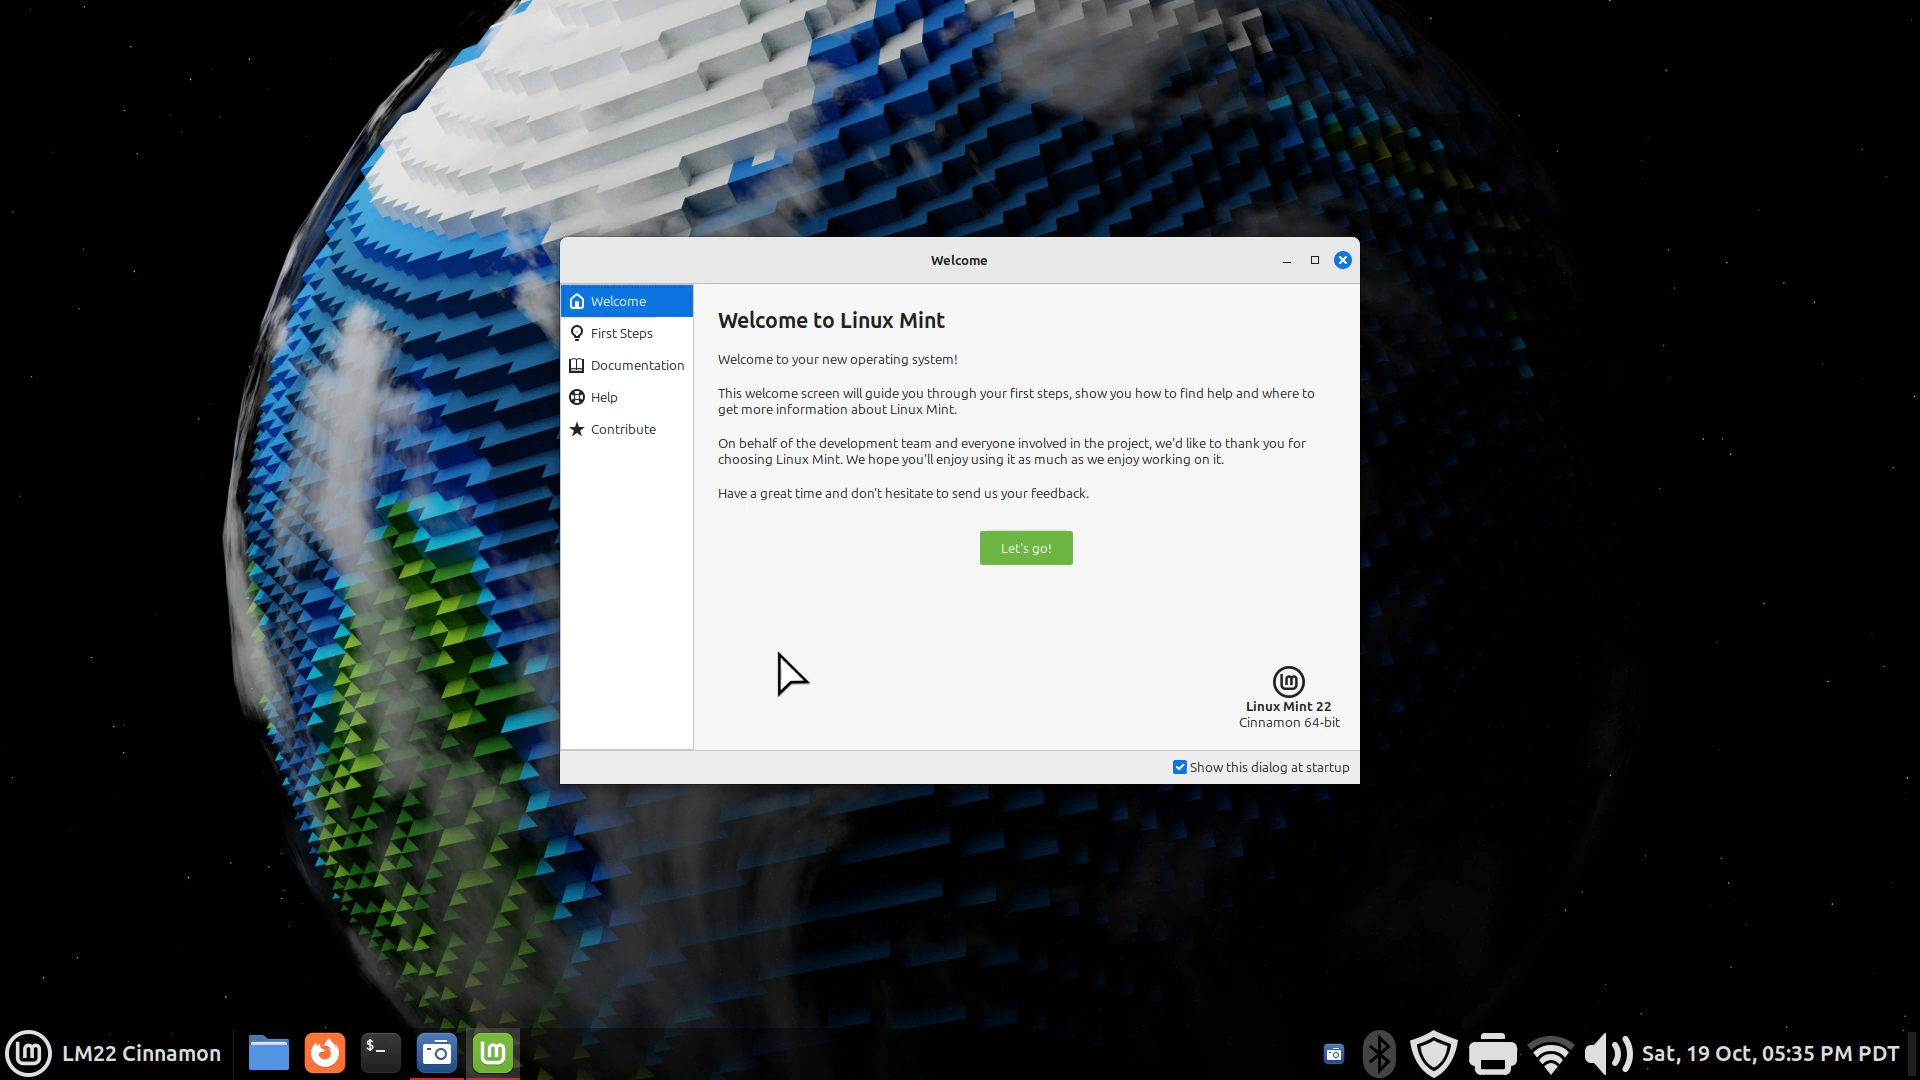 Welcome
Welcome
First Steps
Documentation
Help
Contribute
Welcome to Linux Mint
Welcome to your new operating system!
This welcome screen will guide you through your first steps, show you how to find help and where to
get more information about Linux Mint.
On behalf of the development team and everyone involved in the project, we'd like to thank you for
choosing Linux Mint. We hope you'll enjoy using it as much as we enjoy working on it.
Have a great time and don't hesitate to send us your feedback.
Let's go!
Linux Mint 22
Cinnamon 64-bit
Show this dialog at startup
LM22 Cinnamon
$_
Sat, 19 Oct, 05:35 PM PDT